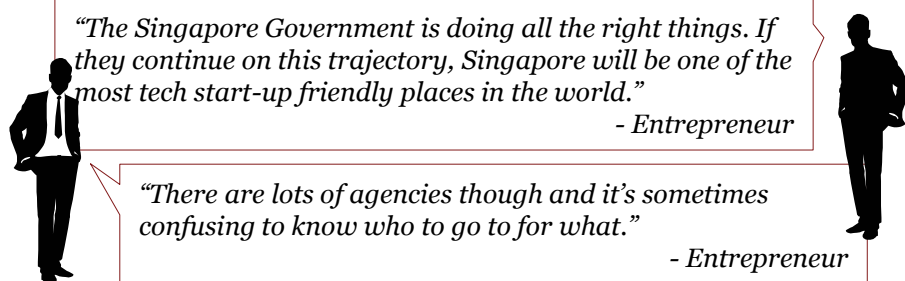 “The Singapore Government is doing all the right things. If
they continue on this trajectory, Singapore will be one of the
most tech start-up friendly places in the world.”
- Entrepreneur
“There are lots of agencies though and it’s sometimes
confusing to know who to go to for what.”
- Entrepreneur